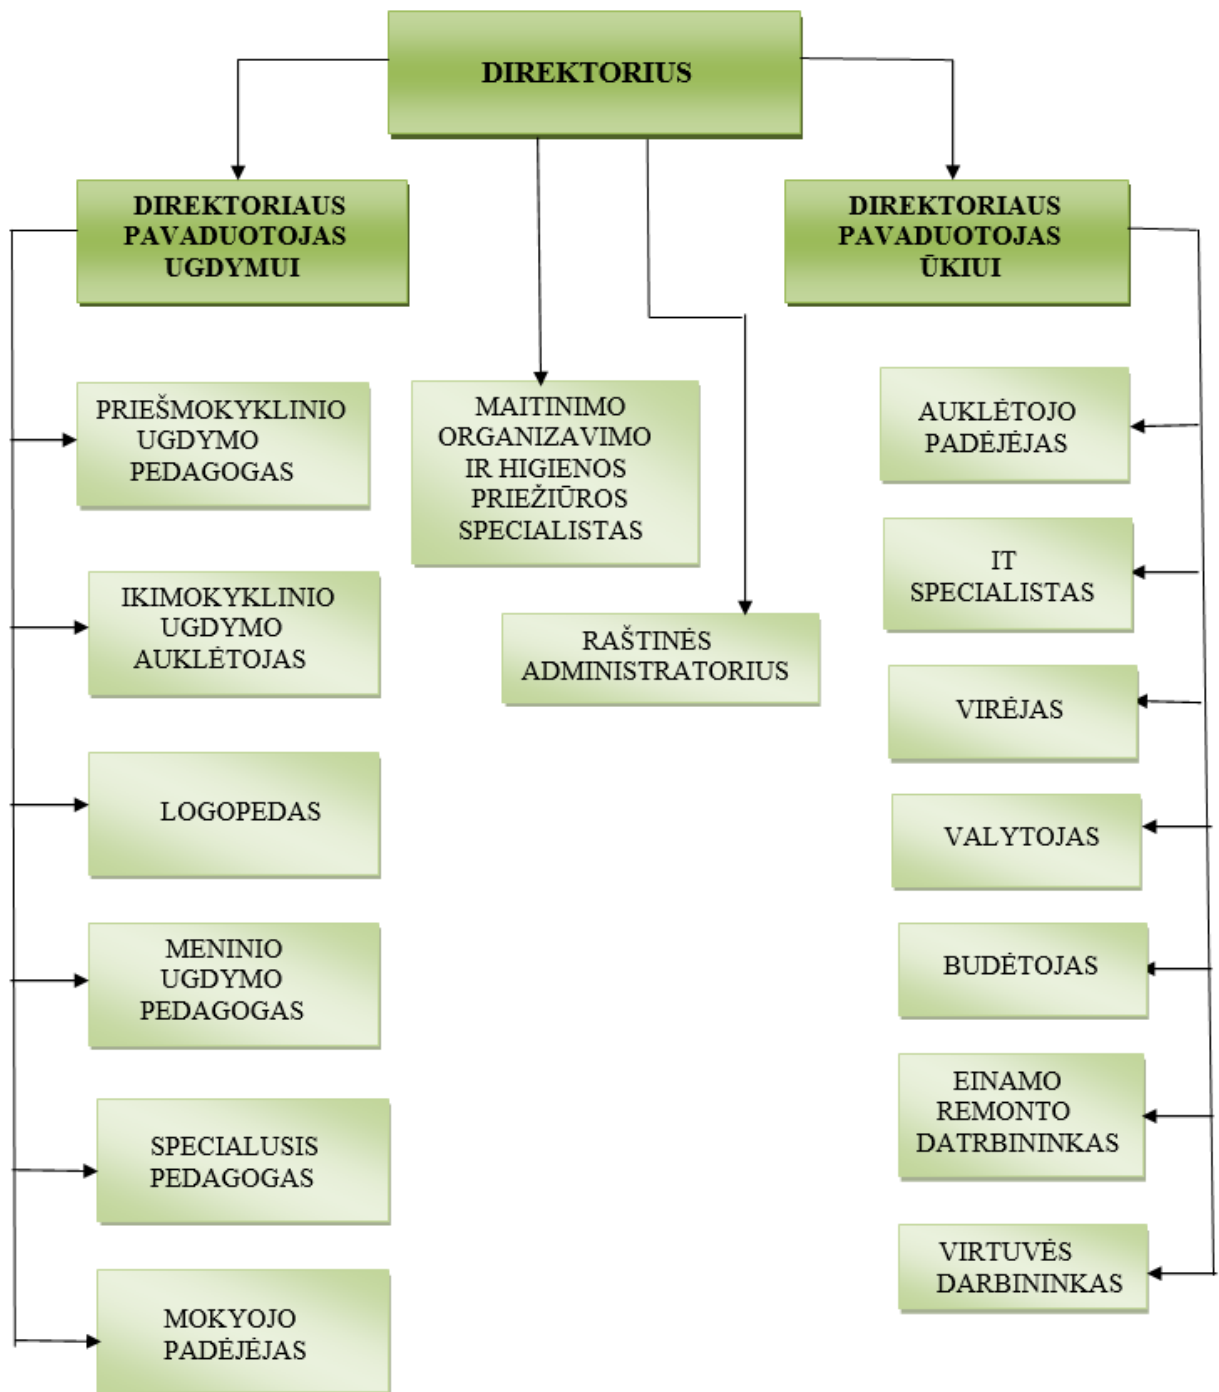 DIREKTORIUS
DIREKTORIAUS
PAVADUOTOJAS
UGDYMUI
DIREKTORIAUS
PAVADUOTOJAS
ŪKIUI
PRIEŠMOKYKLINIO
UGDYMO
PEDAGOGAS
IKIMOKYKLINIO
UGDYMO
AUKLĖTOJAS
LOGOPEDAS
MENINIO
UGDYMO
PEDAGOGAS
SPECIALUSIS
PEDAGOGAS
MOKYOJO
PADĖJĖJAS
MAITINIMO
ORGANIZAVIMO
IR HIGIENOS
PRIEŽIŪROS
SPECIALISTAS
RAŠTINĖS
ADMINISTRATORIUS
AUKLĖTOJO
PADĖJĖJAS
IT
SPECIALISTAS
VIRĖJAS
VALYTOJAS
BUDĖTOJAS
EINAMO
REMONTO
DATRBININKAS
VIRTUVĖS
DARBININKAS